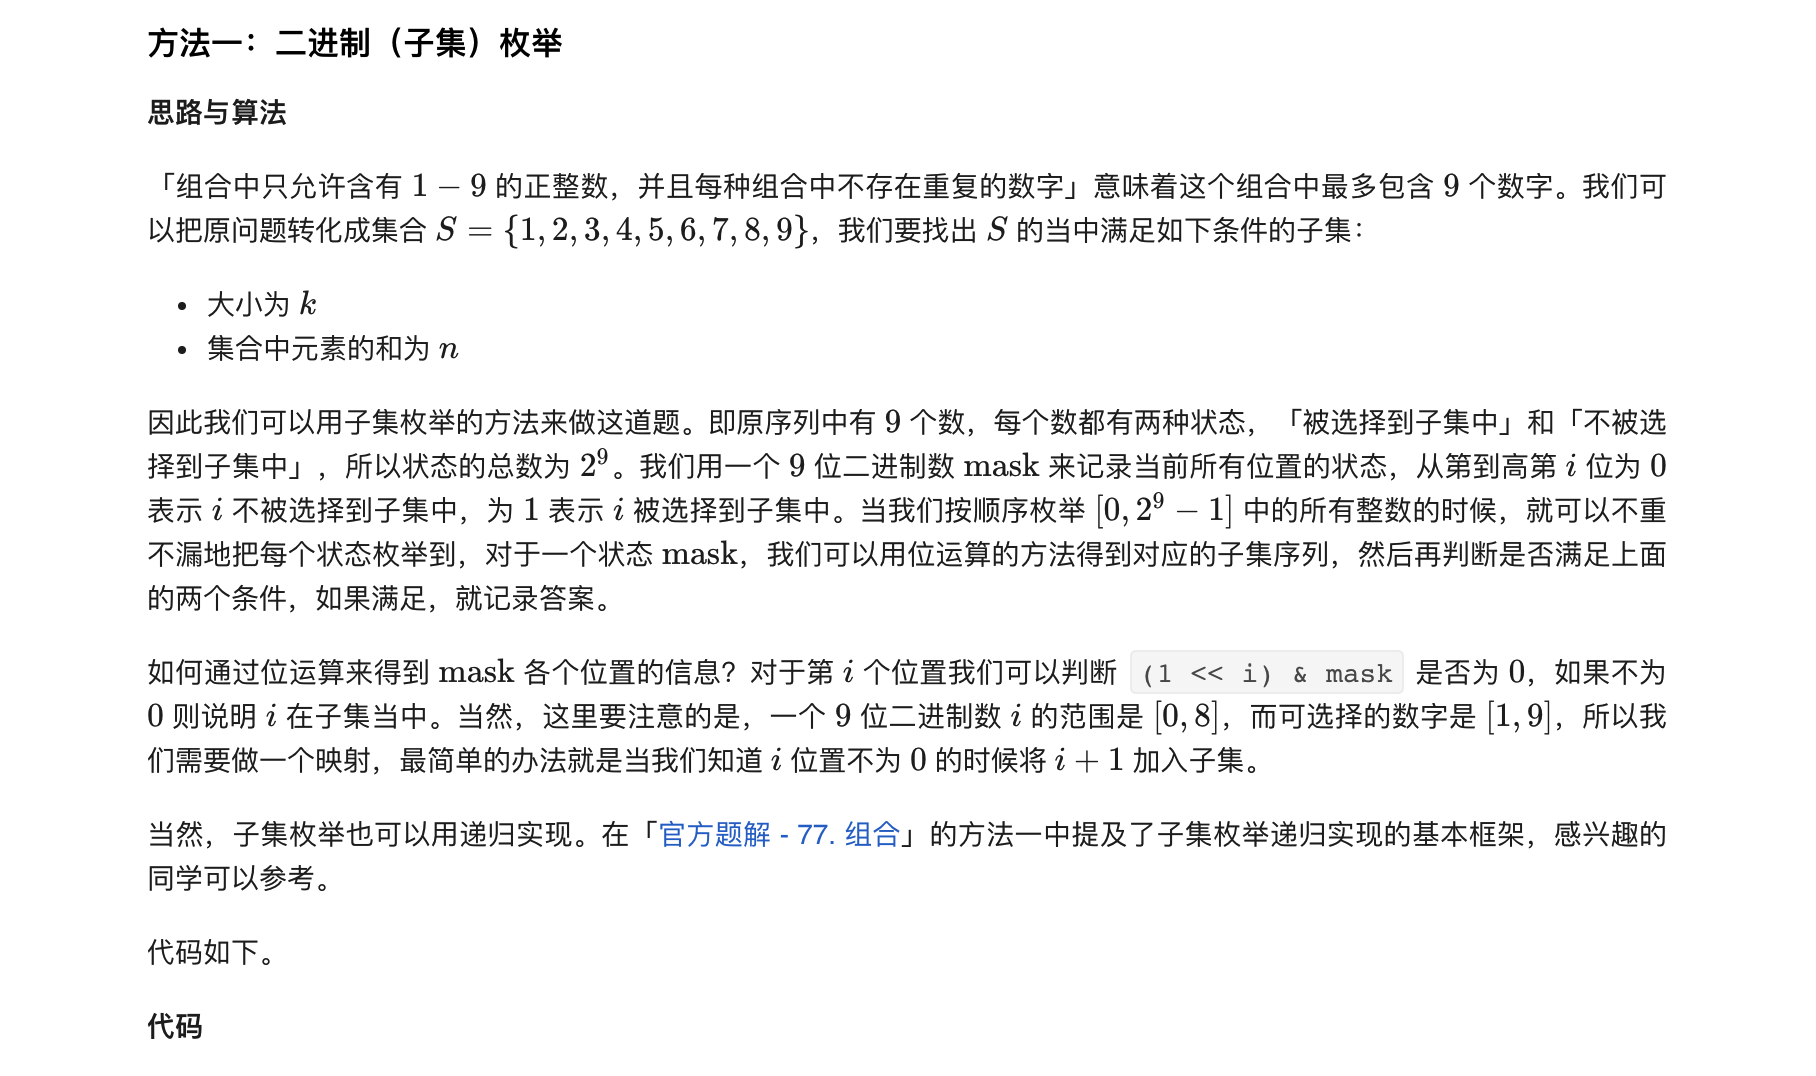 方法一：二进制（子集）枚举
思路与算法
「组合中只允许含有 1 − 9 的正整数，并且每种组合中不存在重复的数字」意味着这个组合中最多包含 9 个数字。我们可
以把原问题转化成集合 S = {1, 2, 3, 4, 5, 6, 7, 8, 9}，我们要找出 S 的当中满足如下条件的子集：
• 大小为 k
• 集合中元素的和为 n
因此我们可以用子集枚举的方法来做这道题。即原序列中有 9 个数，每个数都有两种状态，「被选择到子集中」和「不被选
择到子集中」，所以状态的总数为 2⁹。我们用一个 9 位二进制数 mask 来记录当前所有位置的状态，从第到高第 i 位为 0
表示 i 不被选择到子集中，为 1 表示 i 被选择到子集中。当我们按顺序枚举 [0, 2⁹ − 1] 中的所有整数的时候，就可以不重
不漏地把每个状态枚举到，对于一个状态 mask，我们可以用位运算的方法得到对应的子集序列，然后再判断是否满足上面
的两个条件，如果满足，就记录答案。
如何通过位运算来得到 mask 各个位置的信息？对于第 i 个位置我们可以判断 (1 << i) & mask 是否为 0，如果不为
0 则说明 i 在子集当中。当然，这里要注意的是，一个 9 位二进制数 i 的范围是 [0, 8]，而可选择的数字是 [1, 9]，所以我
们需要做一个映射，最简单的办法就是当我们知道 i 位置不为 0 的时候将 i + 1 加入子集。
当然，子集枚举也可以用递归实现。在「官方题解 - 77. 组合」的方法一中提及了子集枚举递归实现的基本框架，感兴趣的
同学可以参考。
代码如下。
代码